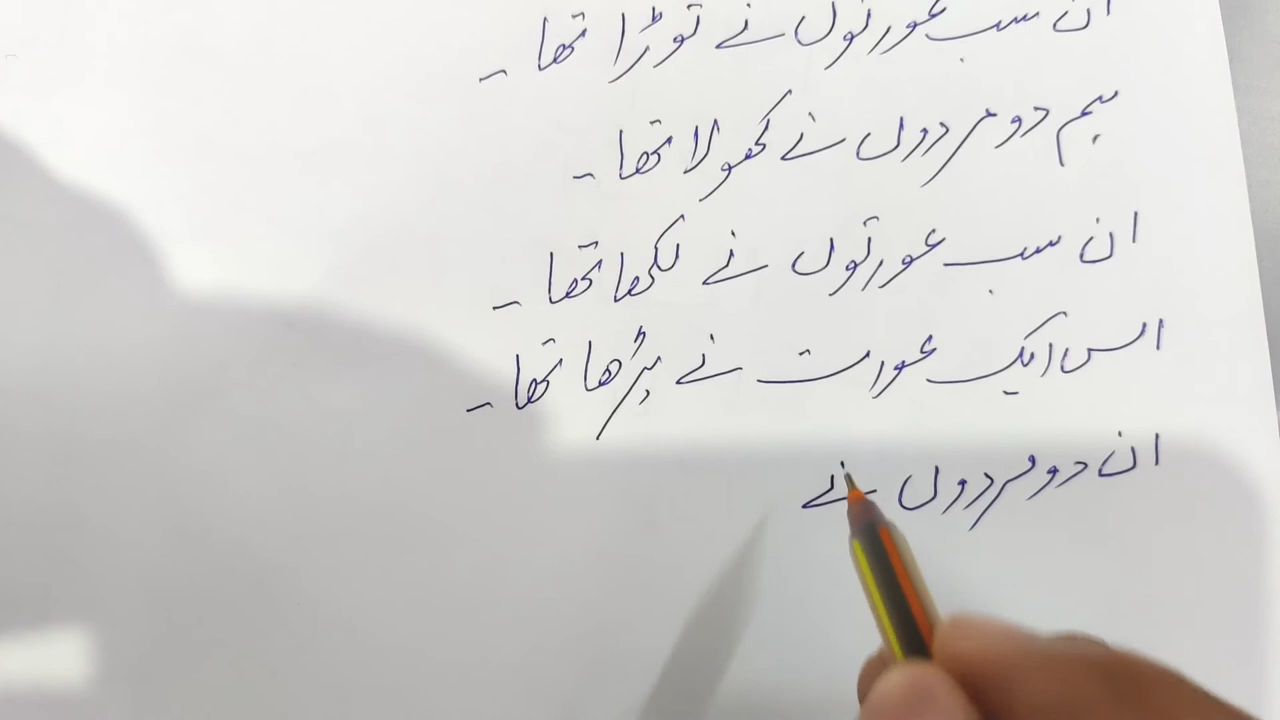 ان سب عورتوں نے توڑا تھا ۔
ہم دو مردوں نے کھولا تھا ۔
ان سب عورتوں نے لکھا تھا ۔
اس ایک عورت نے پڑھا تھا ۔
ان دو مردوں نے